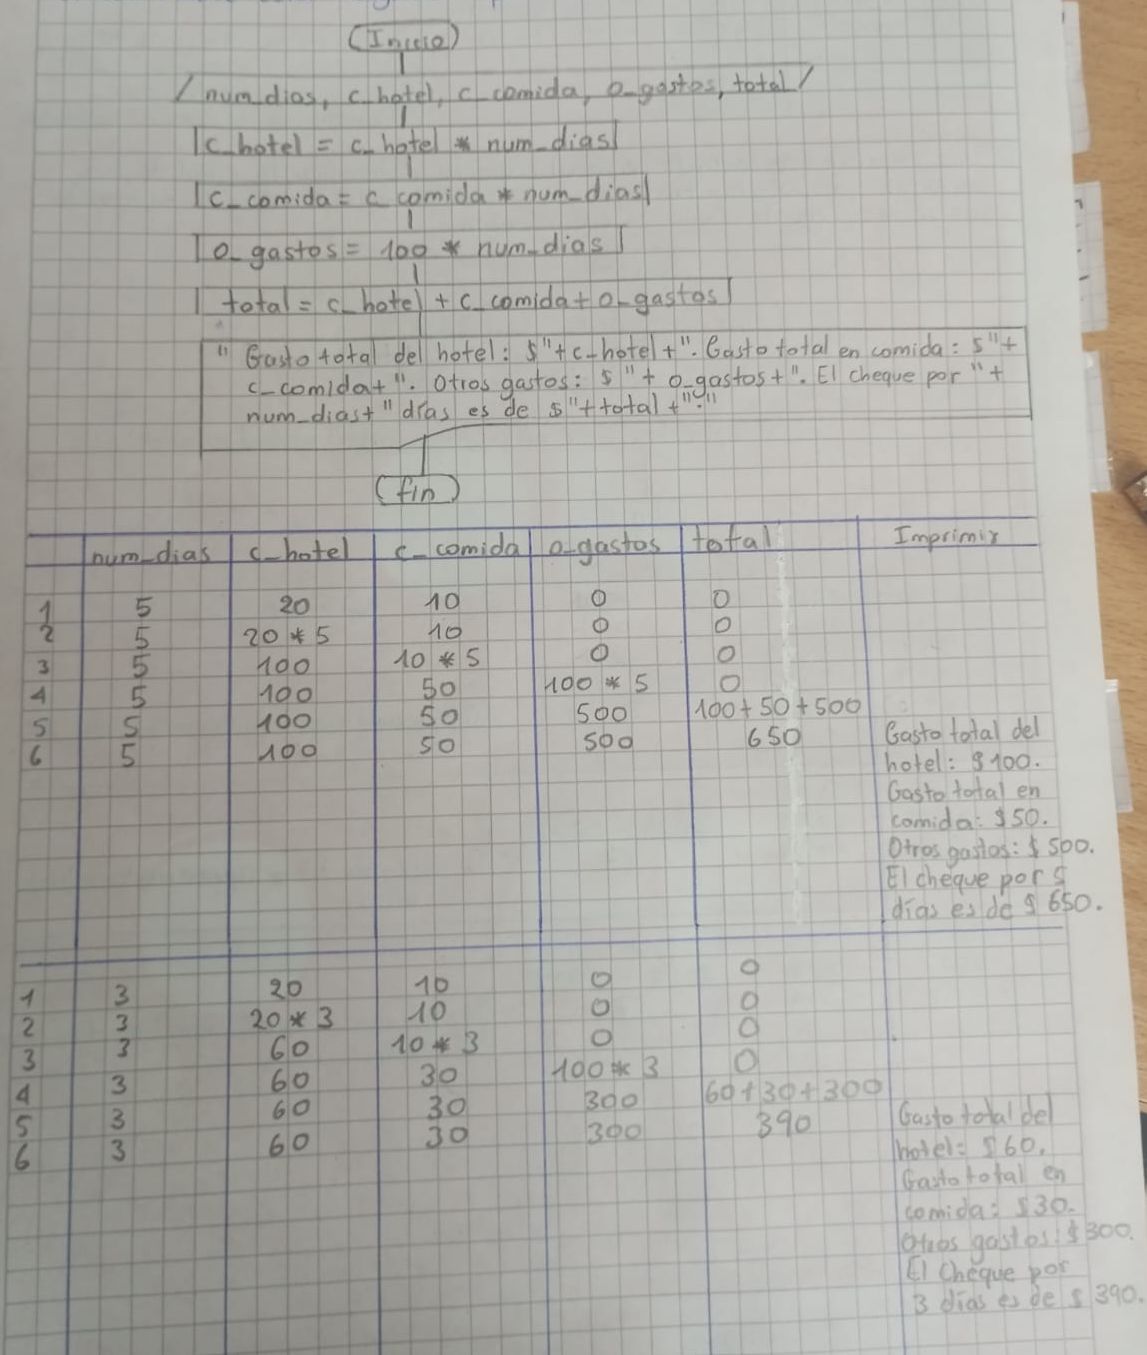 (Inicio)
/num_dias, c_hotel, c_comida, o_gastos, total/
|c_hotel = c_hotel * num_dias|
|c_comida = c_comida * num_dias|
|o_gastos = 100 * num_dias|
|total = c_hotel + c_comida + o_gastos|
"Gasto total del hotel: $"+c_hotel+". Gasto total en comida: $"+
c_comida+". Otros gastos: $"+ o_gastos+". El cheque por "+
num_dias+" días es de $"+total+"."
(fin)
num_dias c_hotel c_comida o_gastos total Imprimir
1 5 20 10 0 0
2 5 20 * 5 10 0 0
3 5 100 10 * 5 0 0
4 5 100 50 100 * 5 0
5 5 100 50 500 100+50+500
6 5 100 50 500 650 Gasto total del
hotel: $100.
Gasto total en
comida: $50.
Otros gastos: $500.
El cheque por 5
días es de $650.
1 3 20 10 0 0
2 3 20 * 3 10 0 0
3 3 60 10 * 3 0 0
4 3 60 30 100 * 3 0
5 3 60 30 300 60+30+300
6 3 60 30 300 390 Gasto total del
hotel: $60.
Gasto total en
comida: $30.
Otros gastos: $300.
El cheque por
3 días es de $390.